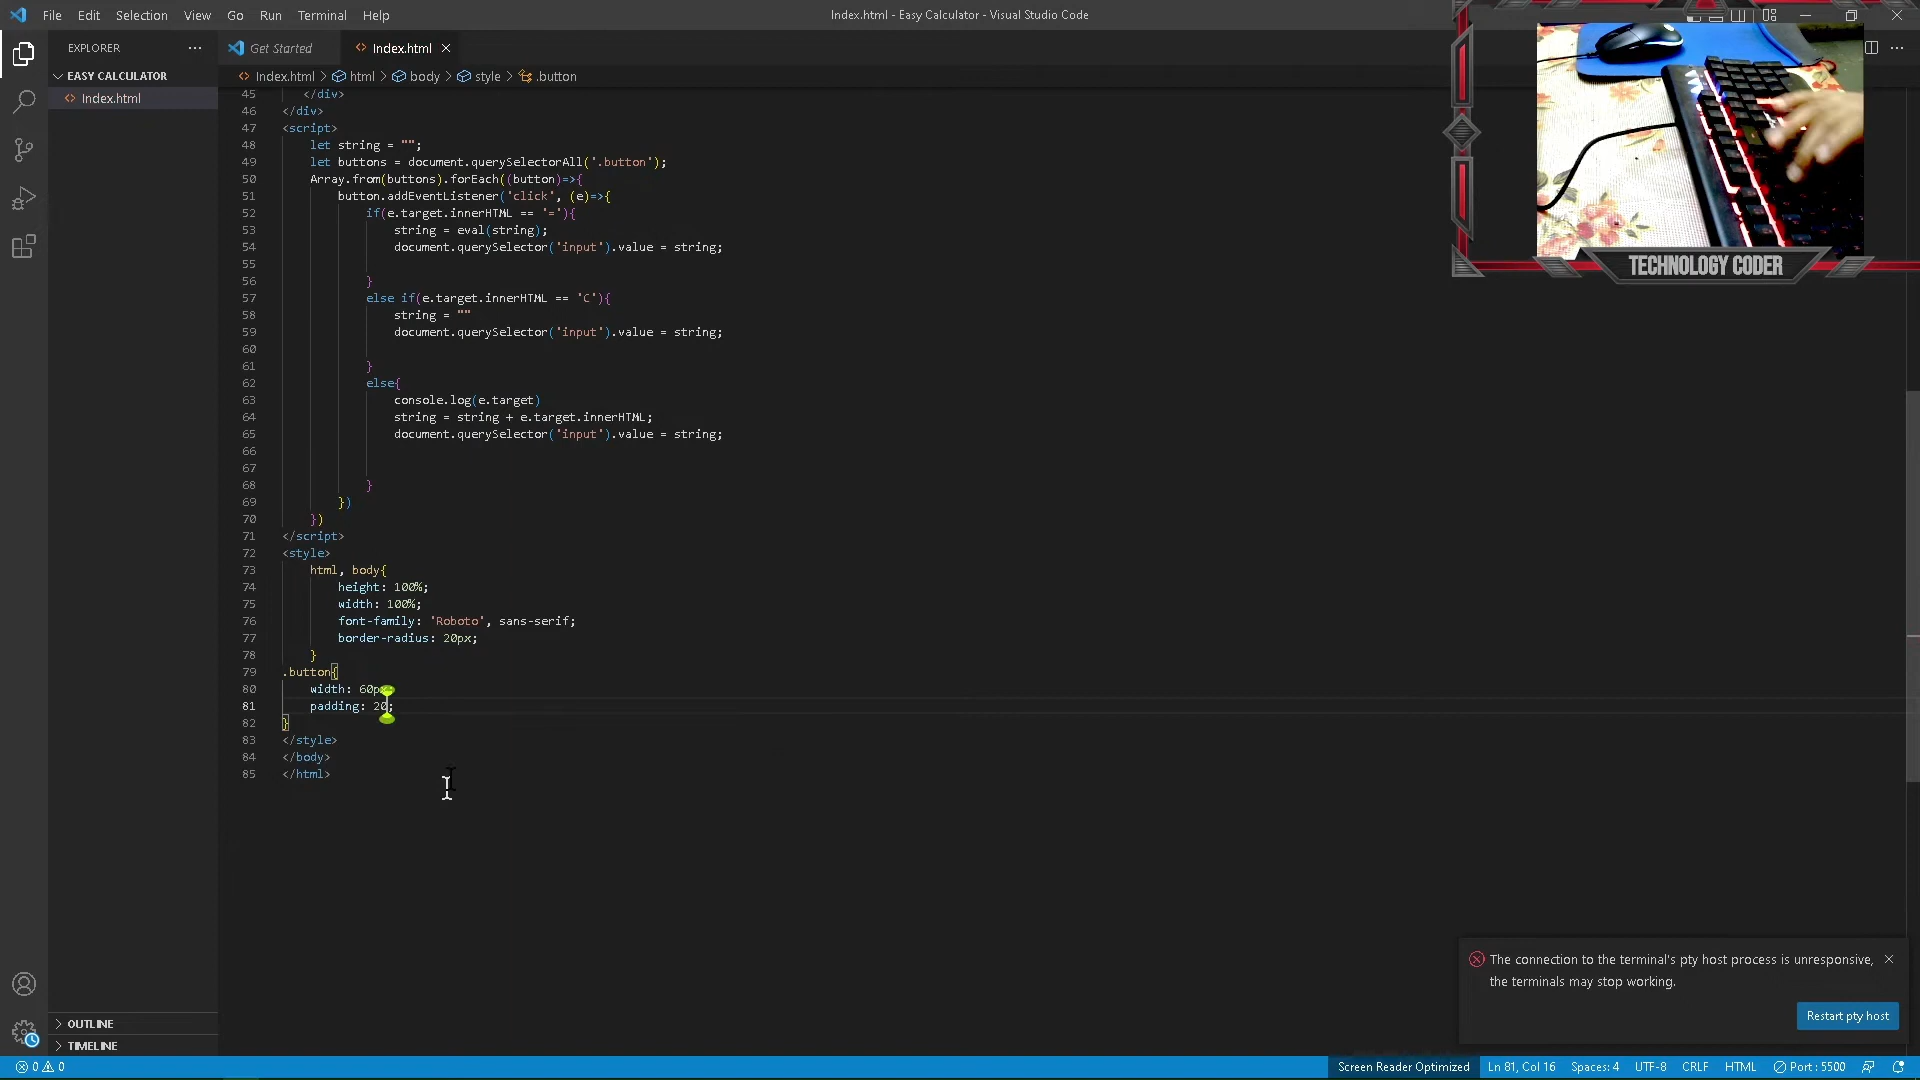 File Edit Selection View Go Run Terminal Help
Index.html - Easy Calculator - Visual Studio Code
EXPLORER
Get Started
Index.html
EASY CALCULATOR
Index.html
Index.html > html > body > style > .button
45 </div>
46 </div>
47 <script>
48 let string = "";
49 let buttons = document.querySelectorAll('.button');
50 Array.from(buttons).forEach((button)=>{
51 button.addEventListener('click', (e)=>{
52 if(e.target.innerHTML == '='){
53 string = eval(string);
54 document.querySelector('input').value = string;
55
56 }
57 else if(e.target.innerHTML == 'C'){
58 string = ""
59 document.querySelector('input').value = string;
60
61 }
62 else{
63 console.log(e.target)
64 string = string + e.target.innerHTML;
65 document.querySelector('input').value = string;
66
67
68 }
69 })
70 })
71 </script>
72 <style>
73 html, body{
74 height: 100%;
75 width: 100%;
76 font-family: 'Roboto', sans-serif;
77 border-radius: 20px;
78 }
79 .button{
80 width: 60p
81 padding: 20;
82 }
83 </style>
84 </body>
85 </html>
TECHNOLOGY CODER
The connection to the terminal's pty host process is unresponsive,
the terminals may stop working.
Restart pty host
OUTLINE
TIMELINE
0 0
Screen Reader Optimized Ln 81, Col 16 Spaces: 4 UTF-8 CRLF HTML Port : 5500